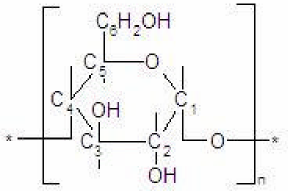 C₆H₂OH
C₅ O
C₄ OH C₁
* C₃ C₂ O *
OH n